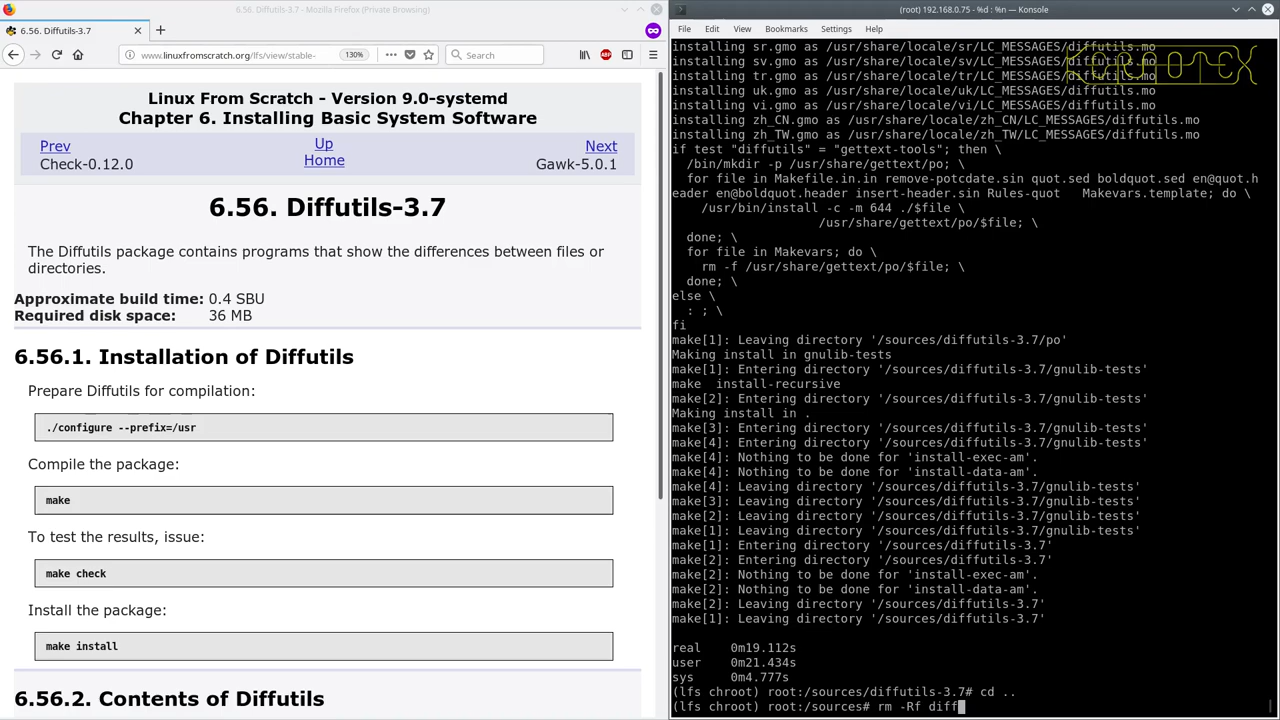 6.56. Diffutils-3.7 - Mozilla Firefox (Private Browsing)
6.56. Diffutils-3.7
www.linuxfromscratch.org/lfs/view/stable-
130%
Search
Linux From Scratch - Version 9.0-systemd
Chapter 6. Installing Basic System Software
Prev
Up
Next
Check-0.12.0
Home
Gawk-5.0.1
6.56. Diffutils-3.7
The Diffutils package contains programs that show the differences between files or
directories.
Approximate build time: 0.4 SBU
Required disk space: 36 MB
6.56.1. Installation of Diffutils
Prepare Diffutils for compilation:
./configure --prefix=/usr
Compile the package:
make
To test the results, issue:
make check
Install the package:
make install
6.56.2. Contents of Diffutils
(root) 192.168.0.75 - %d : %n — Konsole
File Edit View Bookmarks Settings Help
installing sr.gmo as /usr/share/locale/sr/LC_MESSAGES/diffutils.mo
installing sv.gmo as /usr/share/locale/sv/LC_MESSAGES/diffutils.mo
installing tr.gmo as /usr/share/locale/tr/LC_MESSAGES/diffutils.mo
installing uk.gmo as /usr/share/locale/uk/LC_MESSAGES/diffutils.mo
installing vi.gmo as /usr/share/locale/vi/LC_MESSAGES/diffutils.mo
installing zh_CN.gmo as /usr/share/locale/zh_CN/LC_MESSAGES/diffutils.mo
installing zh_TW.gmo as /usr/share/locale/zh_TW/LC_MESSAGES/diffutils.mo
if test "diffutils" = "gettext-tools"; then \
/bin/mkdir -p /usr/share/gettext/po; \
for file in Makefile.in.in remove-potcdate.sin quot.sed boldquot.sed en@quot.h
eader en@boldquot.header insert-header.sin Rules-quot   Makevars.template; do \
/usr/bin/install -c -m 644 ./$file \
/usr/share/gettext/po/$file; \
done; \
for file in Makevars; do \
rm -f /usr/share/gettext/po/$file; \
done; \
else \
: ; \
fi
make[1]: Leaving directory '/sources/diffutils-3.7/po'
Making install in gnulib-tests
make[1]: Entering directory '/sources/diffutils-3.7/gnulib-tests'
make  install-recursive
make[2]: Entering directory '/sources/diffutils-3.7/gnulib-tests'
Making install in .
make[3]: Entering directory '/sources/diffutils-3.7/gnulib-tests'
make[4]: Entering directory '/sources/diffutils-3.7/gnulib-tests'
make[4]: Nothing to be done for 'install-exec-am'.
make[4]: Nothing to be done for 'install-data-am'.
make[4]: Leaving directory '/sources/diffutils-3.7/gnulib-tests'
make[3]: Leaving directory '/sources/diffutils-3.7/gnulib-tests'
make[2]: Leaving directory '/sources/diffutils-3.7/gnulib-tests'
make[1]: Leaving directory '/sources/diffutils-3.7/gnulib-tests'
make[1]: Entering directory '/sources/diffutils-3.7'
make[2]: Entering directory '/sources/diffutils-3.7'
make[2]: Nothing to be done for 'install-exec-am'.
make[2]: Nothing to be done for 'install-data-am'.
make[2]: Leaving directory '/sources/diffutils-3.7'
make[1]: Leaving directory '/sources/diffutils-3.7'
real    0m19.112s
user    0m21.434s
sys     0m4.777s
(lfs chroot) root:/sources/diffutils-3.7# cd ..
(lfs chroot) root:/sources# rm -Rf diff